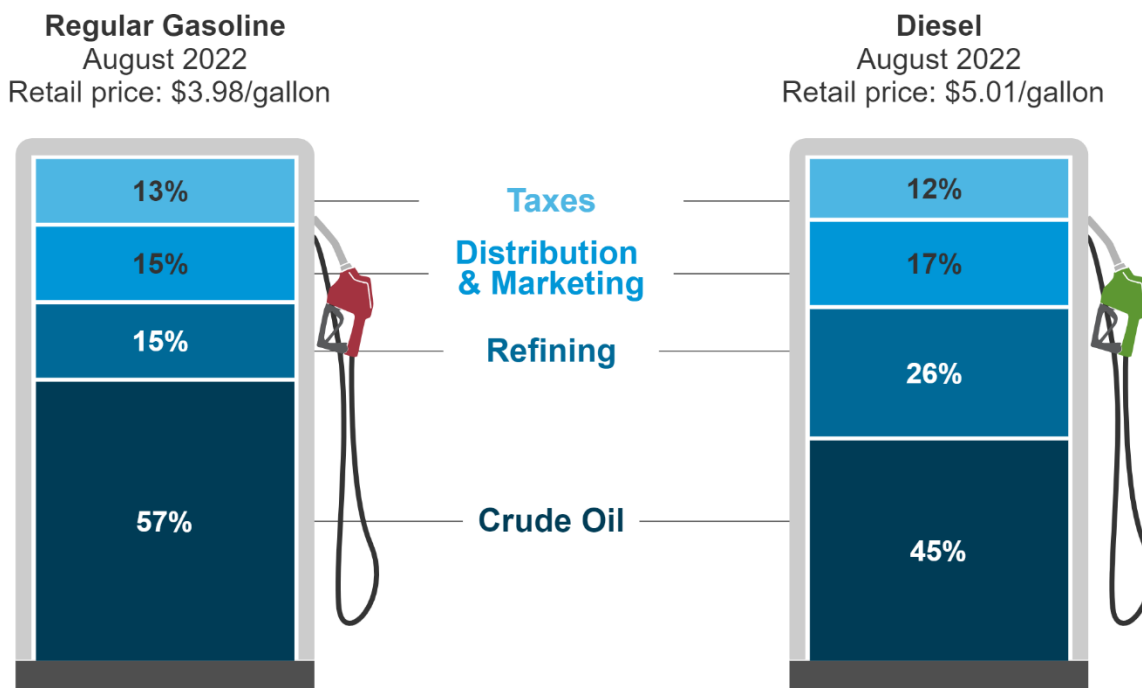 Regular Gasoline
August 2022
Retail price: $3.98/gallon
Diesel
August 2022
Retail price: $5.01/gallon
13%
Taxes
12%
15%
Distribution
& Marketing
17%
15%
Refining
26%
57%
Crude Oil
45%